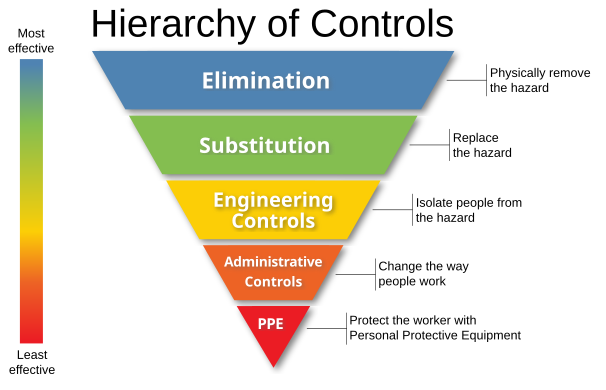 Hierarchy of Controls
Most
effective
Elimination
Physically remove
the hazard
Substitution
Replace
the hazard
Engineering
Controls
Isolate people from
the hazard
Administrative
Controls
Change the way
people work
PPE
Protect the worker with
Personal Protective Equipment
Least
effective